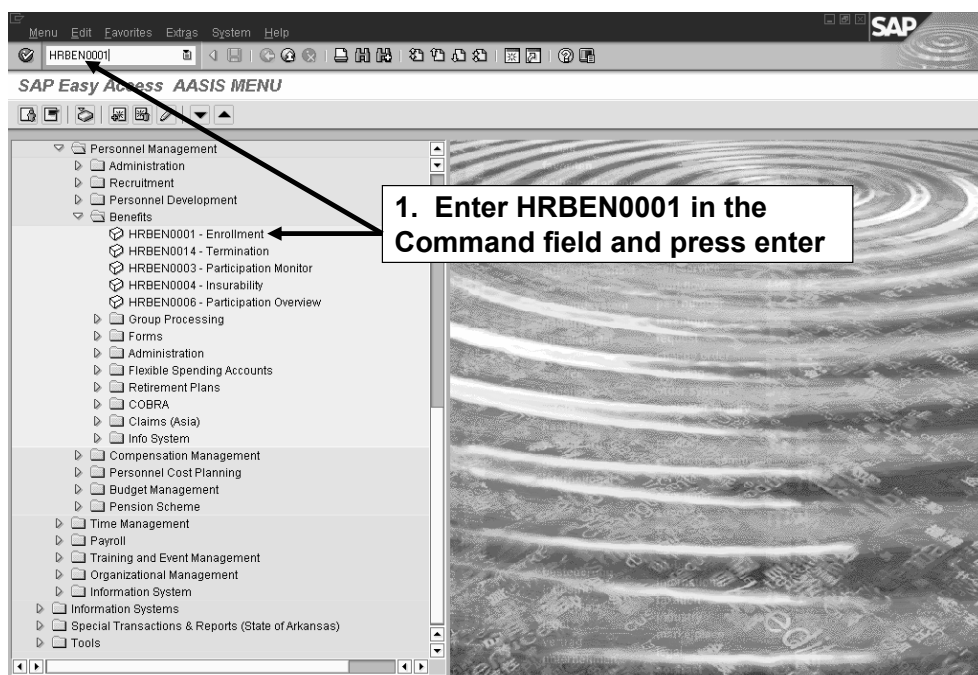 Menu Edit Favorites Extras System Help
SAP
HRBEN0001
SAP Easy Access AASIS MENU
Personnel Management
Administration
Recruitment
Personnel Development
Benefits
HRBEN0001 - Enrollment
HRBEN0014 - Termination
HRBEN0003 - Participation Monitor
HRBEN0004 - Insurability
HRBEN0006 - Participation Overview
Group Processing
Forms
Administration
Flexible Spending Accounts
Retirement Plans
COBRA
Claims (Asia)
Info System
Compensation Management
Personnel Cost Planning
Budget Management
Pension Scheme
Time Management
Payroll
Training and Event Management
Organizational Management
Information System
Information Systems
Special Transactions & Reports (State of Arkansas)
Tools
1. Enter HRBEN0001 in the
Command field and press enter